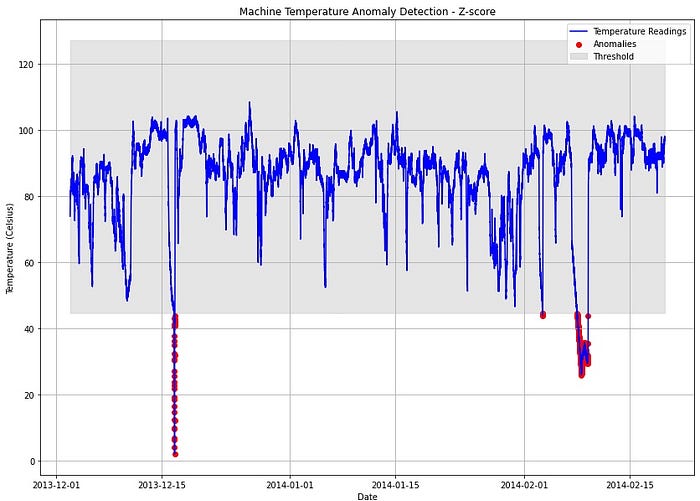 Machine Temperature Anomaly Detection - Z-score
Temperature Readings
Anomalies
Threshold
Temperature (Celsius)
120
100
80
60
40
20
0
2013-12-01 2013-12-15 2014-01-01 2014-01-15 2014-02-01 2014-02-15
Date